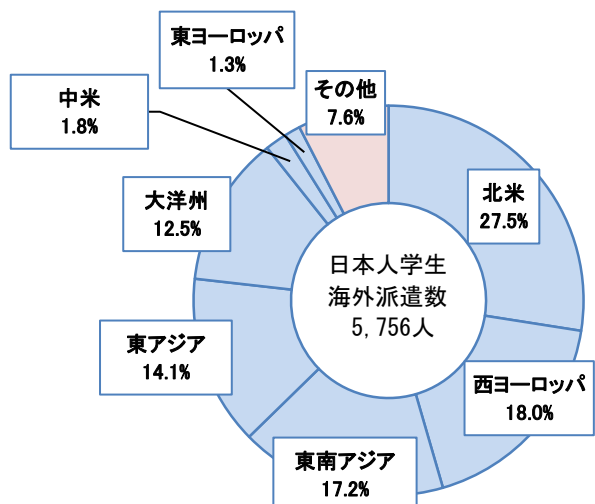 東ヨーロッパ
1.3%
その他
7.6%
中米
1.8%
北米
27.5%
大洋州
12.5%
日本人学生
海外派遣数
5,756人
東アジア
14.1%
西ヨーロッパ
18.0%
東南アジア
17.2%